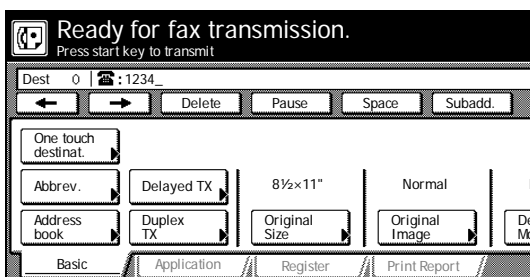 Ready for fax transmission.
Press start key to transmit
Dest 0 ☎:1234_
Delete Pause Space Subadd.
One touch
destinat.
Abbrev. Delayed TX 8½×11" Normal
Address
book
Duplex
TX
Original
Size
Original
Image
Basic Application Register Print Report